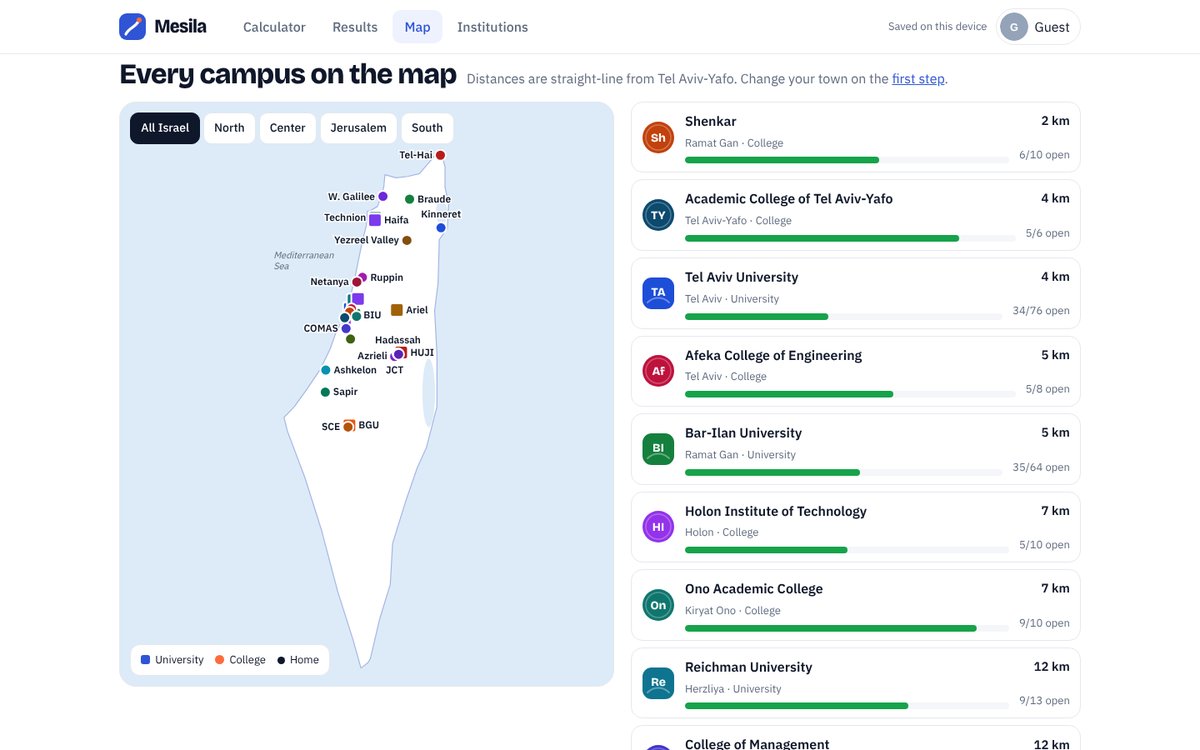 Mesila
Calculator
Results
Map
Institutions
Saved on this device
G
Guest
Every campus on the map
Distances are straight-line from Tel Aviv-Yafo. Change your town on the first step.
All Israel
North
Center
Jerusalem
South
Tel-Hai
W. Galilee
Braude
Technion
Haifa
Kinneret
Yezreel Valley
Mediterranean
Sea
Netanya
Ruppin
Ariel
BIU
COMAS
Hadassah
Azrieli
HUJI
Ashkelon
JCT
Sapir
SCE
BGU
University
College
Home
Sh
Shenkar
2 km
Ramat Gan · College
6/10 open
TY
Academic College of Tel Aviv-Yafo
4 km
Tel Aviv-Yafo · College
5/6 open
TA
Tel Aviv University
4 km
Tel Aviv · University
34/76 open
Af
Afeka College of Engineering
5 km
Tel Aviv · College
5/8 open
BI
Bar-Ilan University
5 km
Ramat Gan · University
35/64 open
HI
Holon Institute of Technology
7 km
Holon · College
5/10 open
On
Ono Academic College
7 km
Kiryat Ono · College
9/10 open
Re
Reichman University
12 km
Herzliya · University
9/13 open
College of Management
12 km